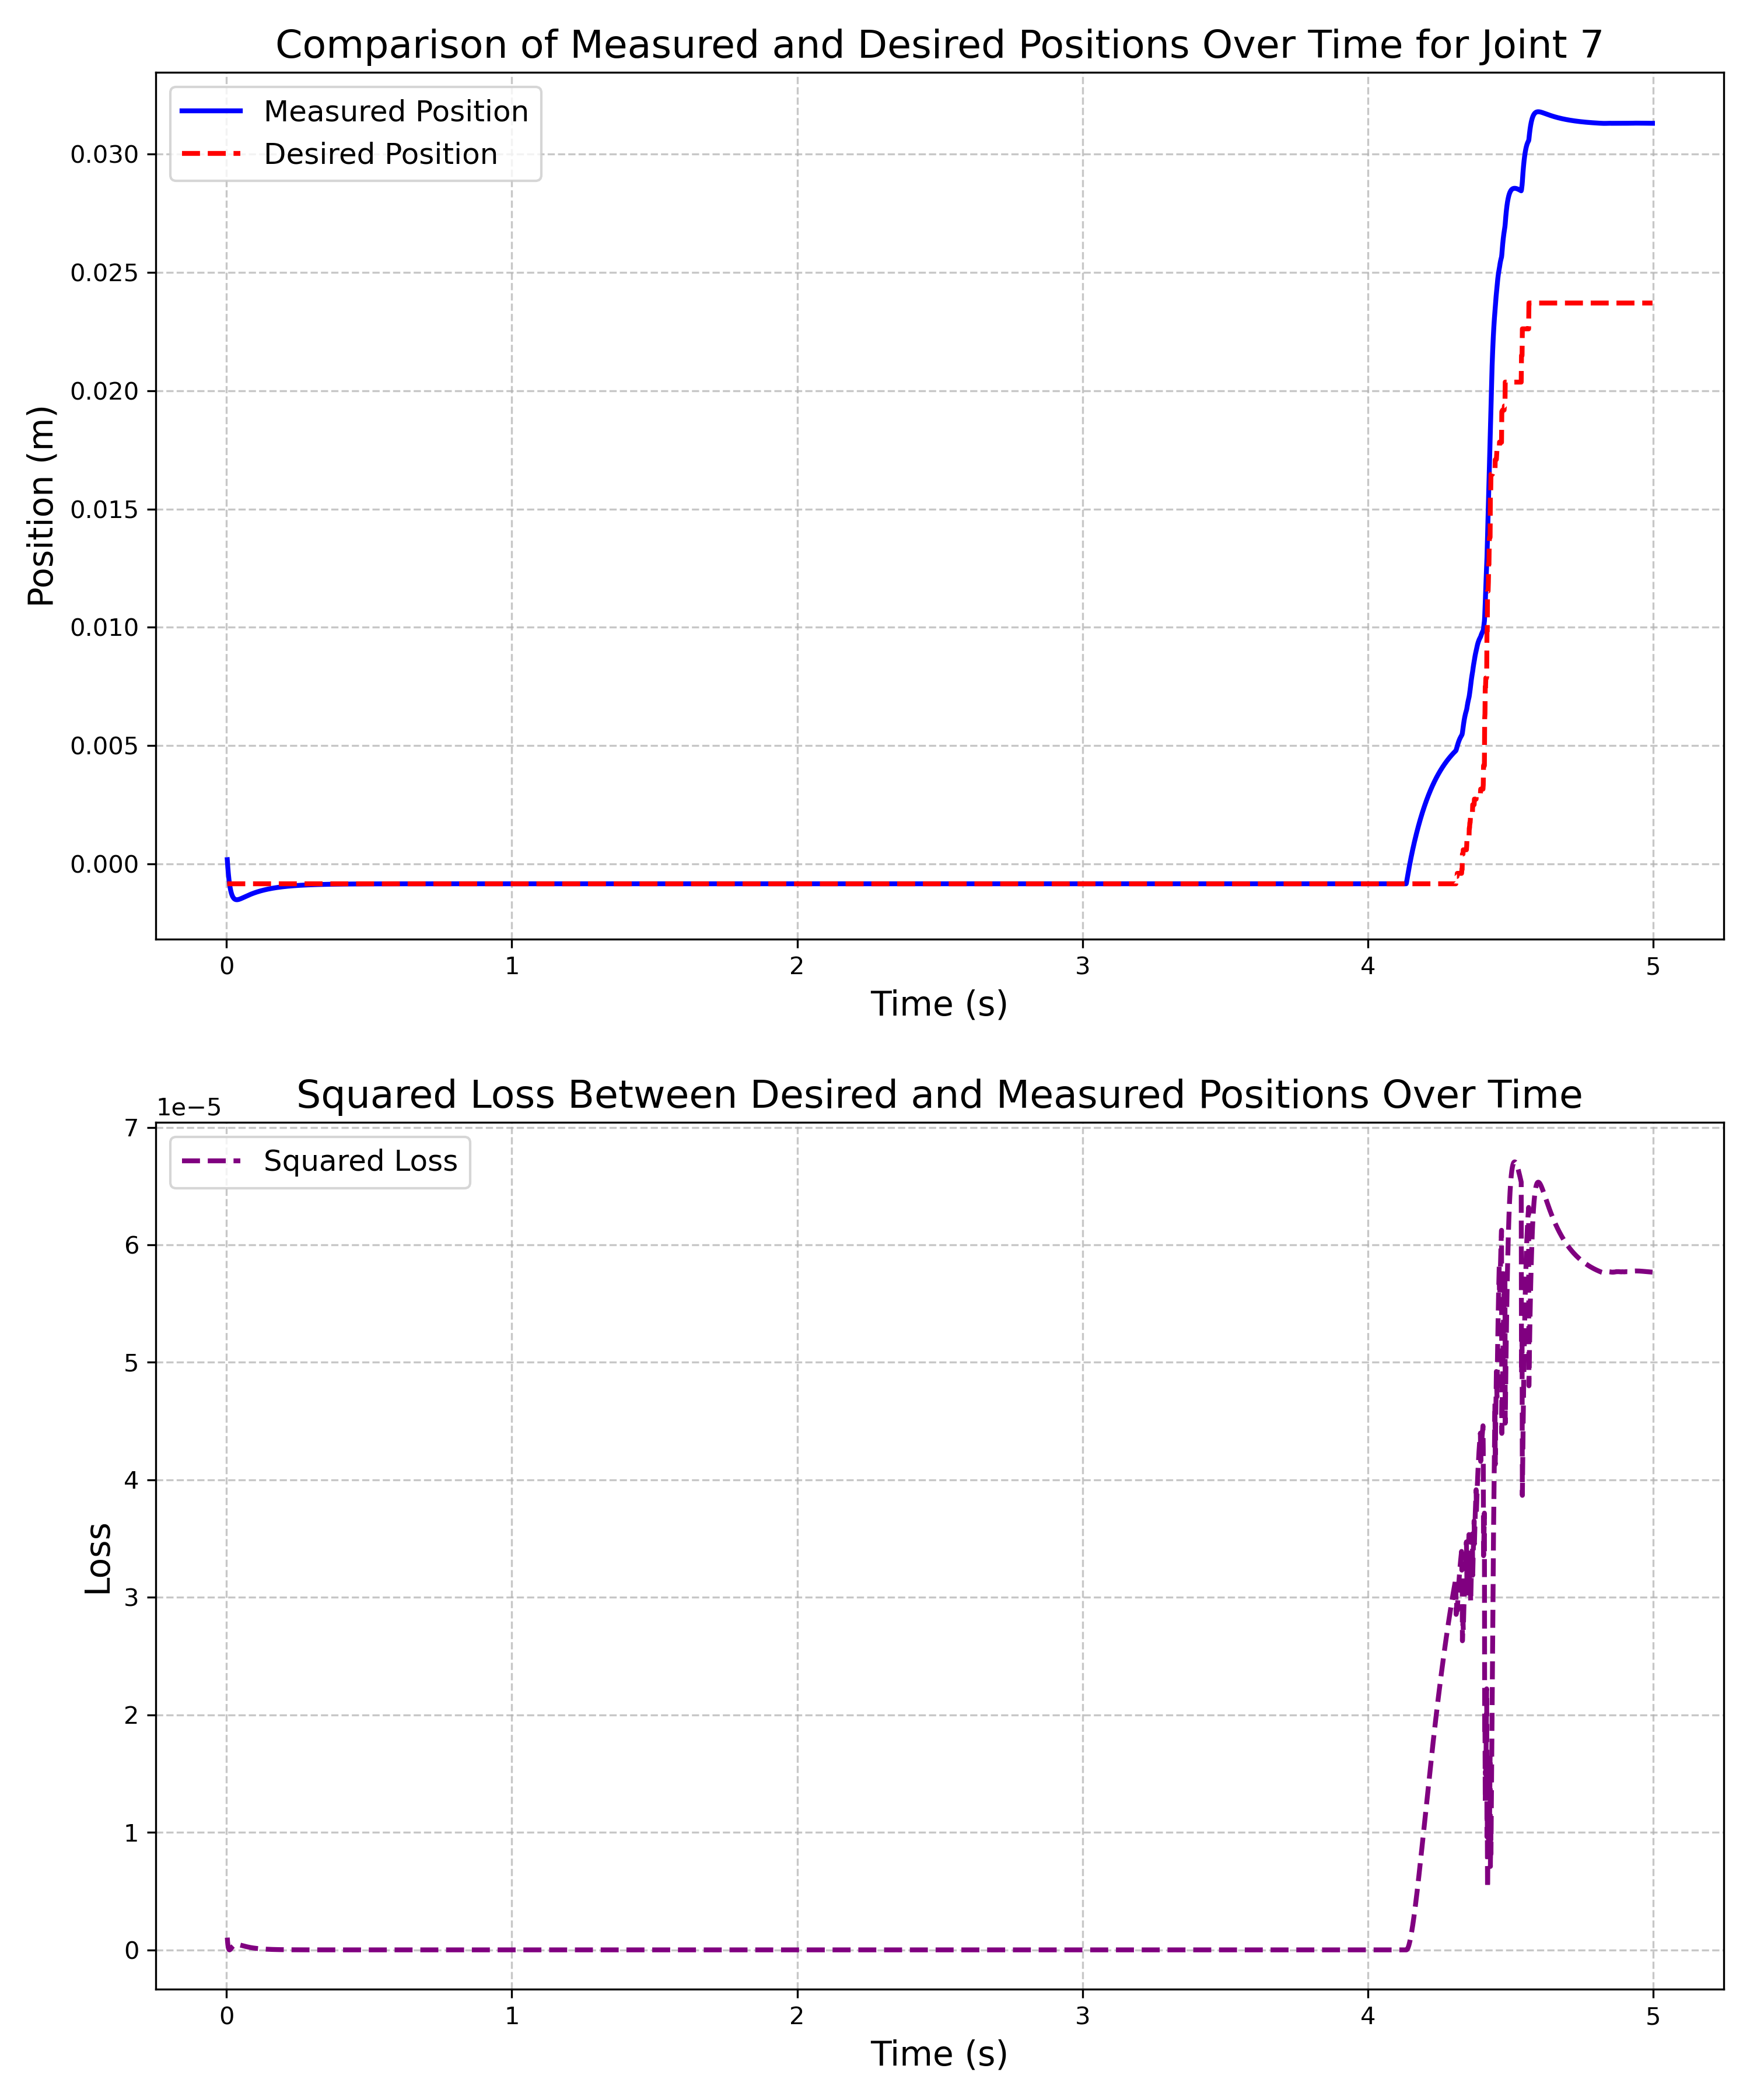 Comparison of Measured and Desired Positions Over Time for Joint 7
Measured Position
Desired Position
0.030
0.025
0.020
0.015
0.010
0.005
0.000
Position (m)
0 1 2 3 4 5
Time (s)
Squared Loss Between Desired and Measured Positions Over Time
1e−5
Squared Loss
7
6
5
4
3
2
1
0
Loss
0 1 2 3 4 5
Time (s)